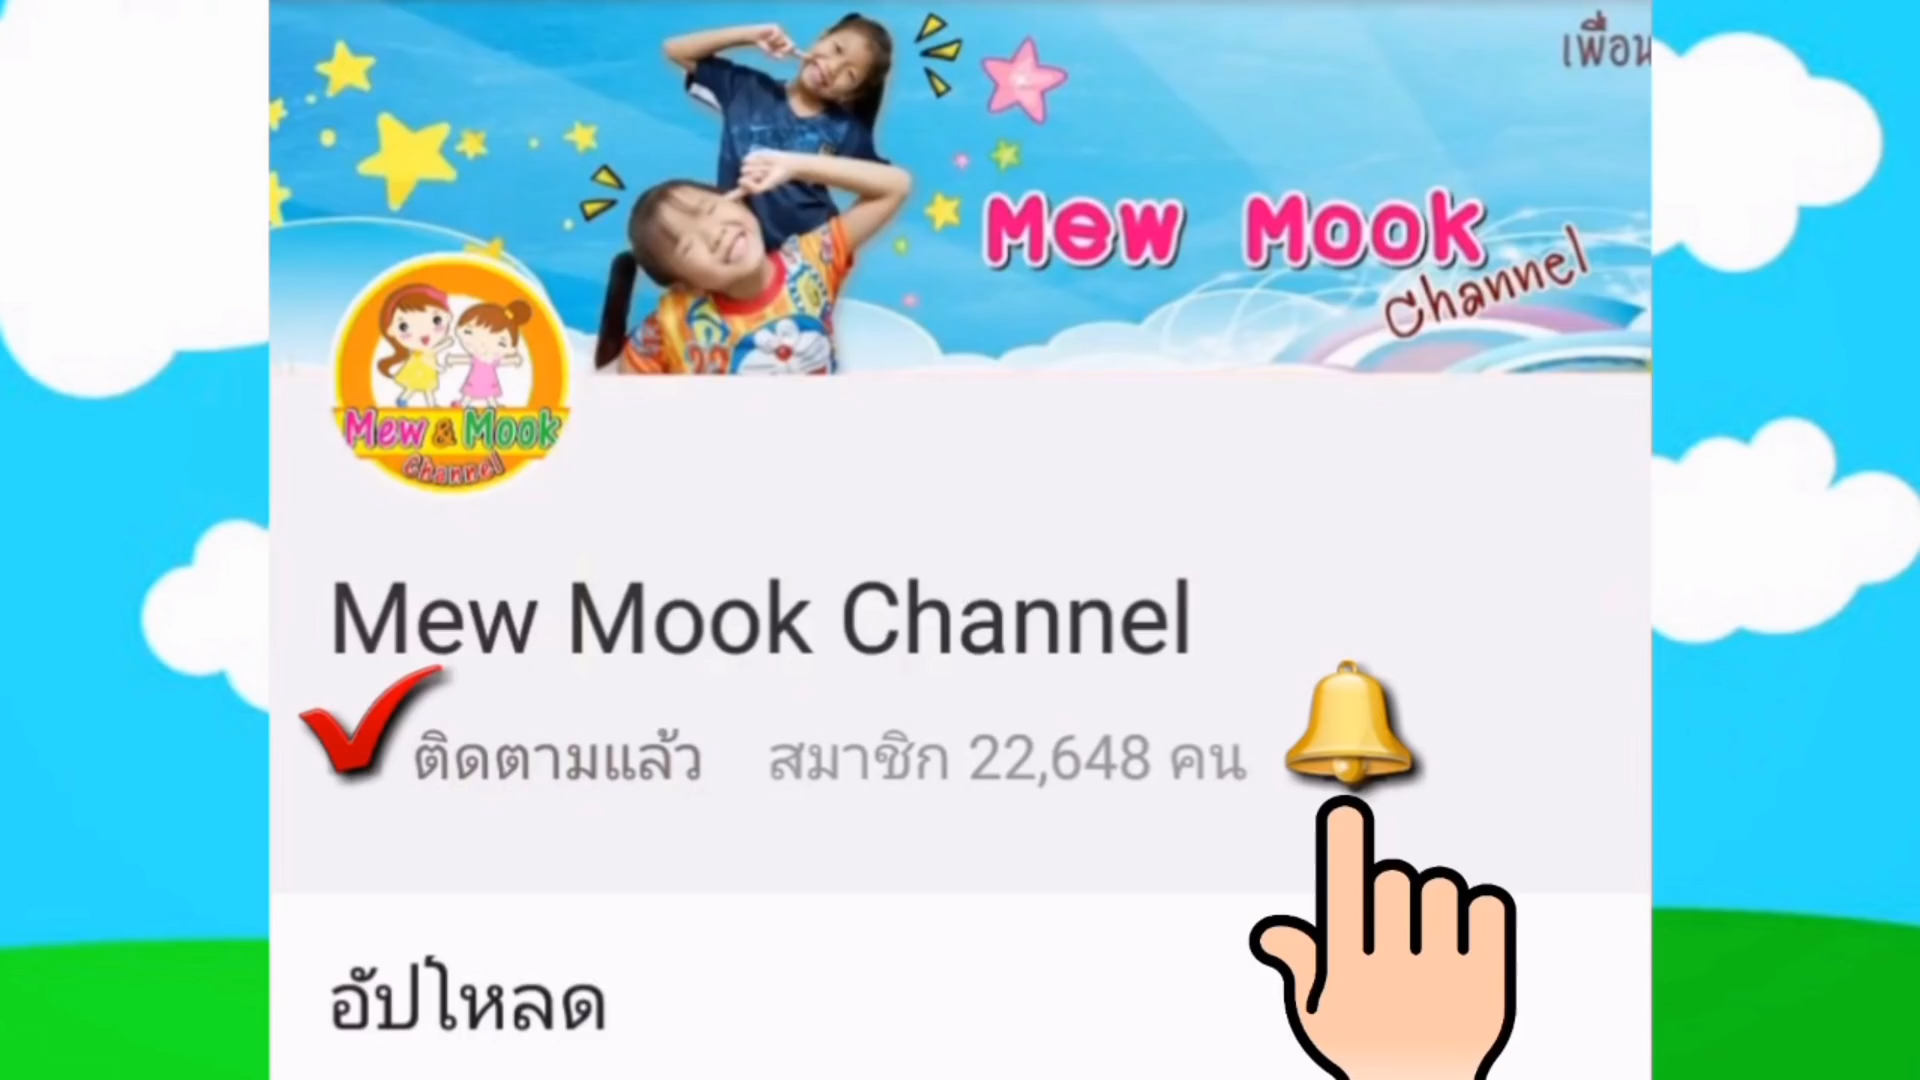 เพื่อน
Mew Mook
Channel
Mew & Mook
Channel
Mew Mook Channel
ติดตามแล้ว สมาชิก 22,648 คน
อัปโหลด